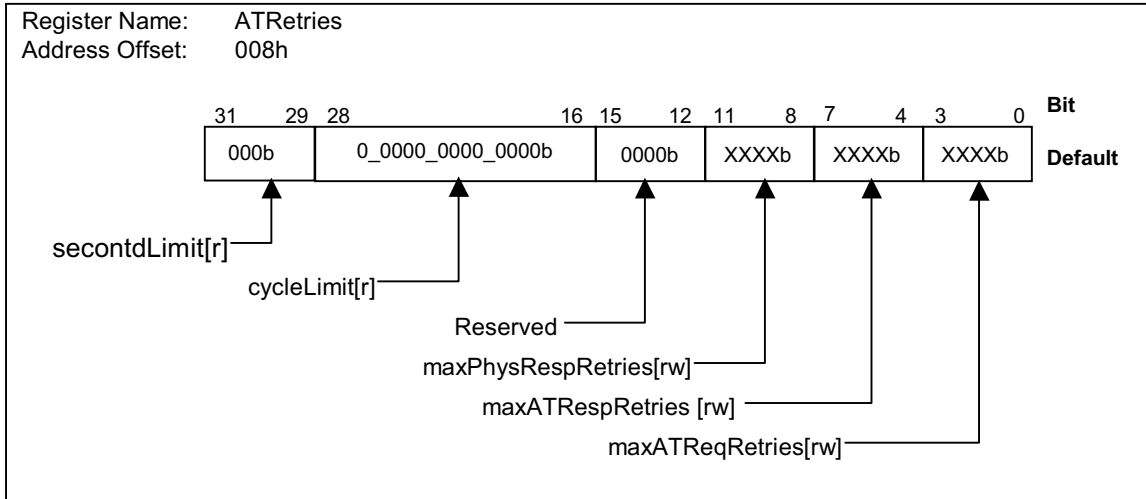 Register Name: ATRetries
Address Offset: 008h
31 29 28 16 15 12 11 8 7 4 3 0 Bit
000b 0_0000_0000_0000b 0000b XXXXb XXXXb XXXXb Default
secontdLimit[r]
cycleLimit[r]
Reserved
maxPhysRespRetries[rw]
maxATRespRetries [rw]
maxATReqRetries[rw]